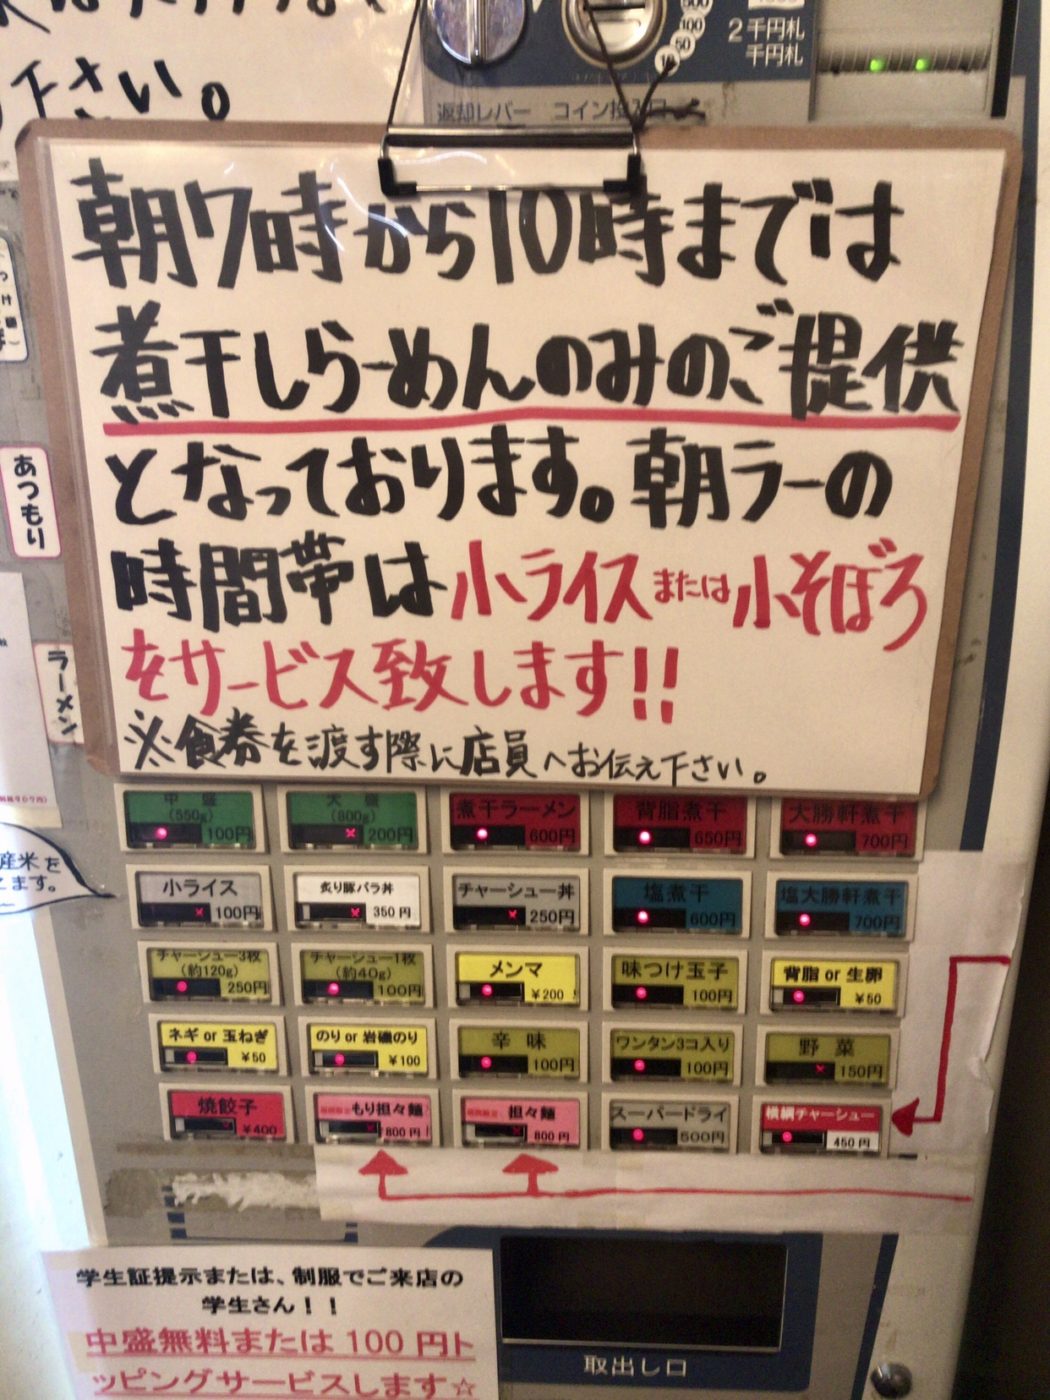 下さい。
500
100
50
10
2千円札
千円札
返却レバー コイン投入口
朝7時から10時までは
煮干しらーめんのみのご提供
となっております。朝ラーの
時間帯は小ライスまたは小そぼろ
をサービス致します!!
※食券を渡す際に店員へお伝え下さい。
あつもり
ラーメン
産米を
ます。
中盛 (550g) 100円
大盛 (800g) 200円
煮干ラーメン 600円
背脂煮干 650円
大勝軒煮干 700円
小ライス 100円
炙り豚バラ丼 350円
チャーシュー丼 250円
塩煮干 600円
塩大勝軒煮干 700円
チャーシュー3枚 (約120g) 250円
チャーシュー1枚 (約40g) 100円
メンマ ¥200
味つけ玉子 100円
背脂 or 生卵 ¥50
ネギ or 玉ねぎ ¥50
のり or 岩磯のり ¥100
辛味 100円
ワンタン3コ入り 100円
野菜 150円
焼餃子 ¥400
もり担々麺 800円
担々麺 800円
スーパードライ 500円
横綱チャーシュー 450円
学生証提示または、制服でご来店の
学生さん！！
中盛無料または100円ト
ッピングサービスします☆
取出し口